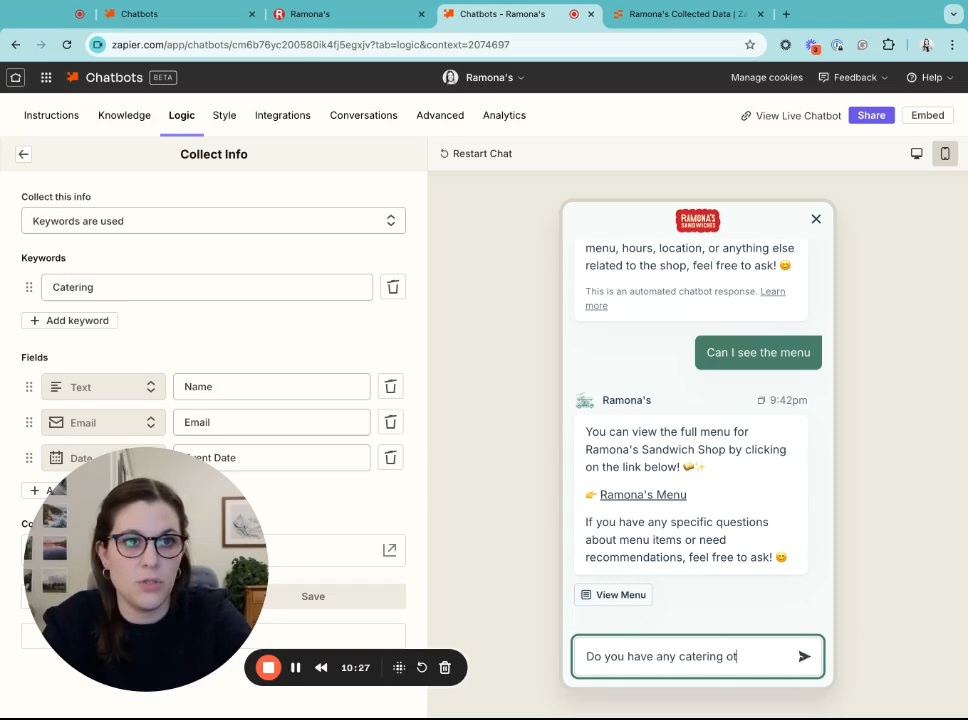 Chatbots
Ramona's
Chatbots - Ramona's
Ramona's Collected Data | Za
zapier.com/app/chatbots/cm6b76yc200580ik4fj5egxjv?tab=logic&context=2074697
3
Chatbots BETA
Ramona's
Manage cookies
Feedback
Help
Instructions
Knowledge
Logic
Style
Integrations
Conversations
Advanced
Analytics
View Live Chatbot
Share
Embed
Collect Info
Restart Chat
Collect this info
Keywords are used
Keywords
Catering
+ Add keyword
Fields
Text
Name
Email
Email
Date
Event Date
Save
10:27
RAMONA'S
SANDWICHES
menu, hours, location, or anything else
related to the shop, feel free to ask! 😊
This is an automated chatbot response. Learn
more
Can I see the menu
Ramona's
9:42pm
You can view the full menu for
Ramona's Sandwich Shop by clicking
on the link below! 🥪✨
👉 Ramona's Menu
If you have any specific questions
about menu items or need
recommendations, feel free to ask! 😊
View Menu
Do you have any catering ot